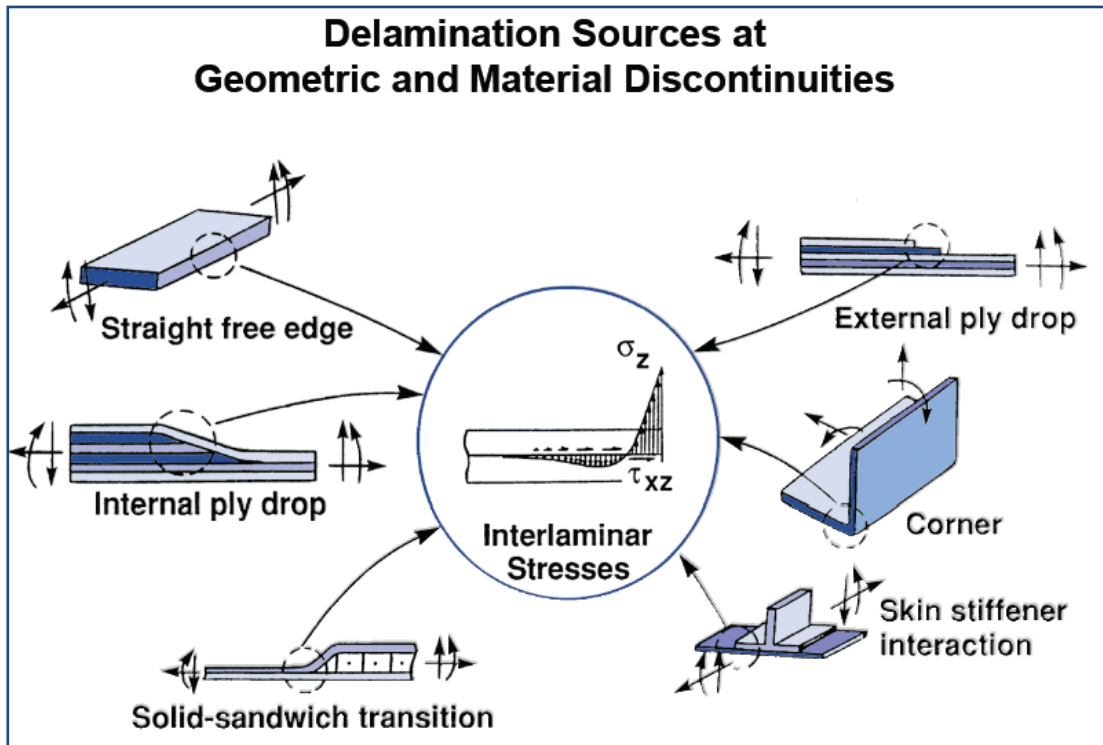 Delamination Sources at
Geometric and Material Discontinuities
Straight free edge
External ply drop
Internal ply drop
σz
τxz
Interlaminar
Stresses
Corner
Skin stiffener
interaction
Solid-sandwich transition